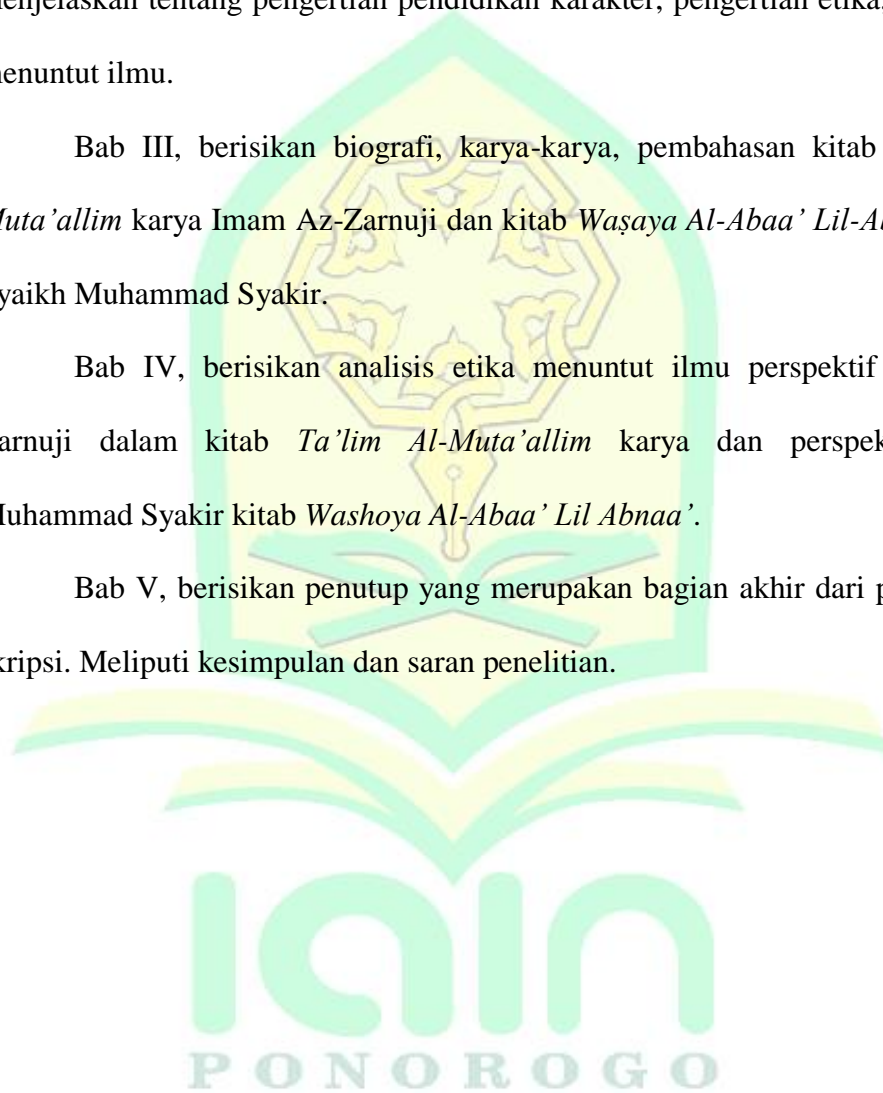 menjelaskan tentang pengertian pendidikan karakter, pengertian etika
menuntut ilmu.
Bab III, berisikan biografi, karya-karya, pembahasan kitab
Muta’allim karya Imam Az-Zarnuji dan kitab Waṣaya Al-Abaa’ Lil-
Syaikh Muhammad Syakir.
Bab IV, berisikan analisis etika menuntut ilmu perspektif
Zarnuji dalam kitab Ta’lim Al-Muta’allim karya dan
Muhammad Syakir kitab Washoya Al-Abaa’ Lil Abnaa’.
Bab V, berisikan penutup yang merupakan bagian akhir dari
skripsi. Meliputi kesimpulan dan saran penelitian.
iain
PONOROGO